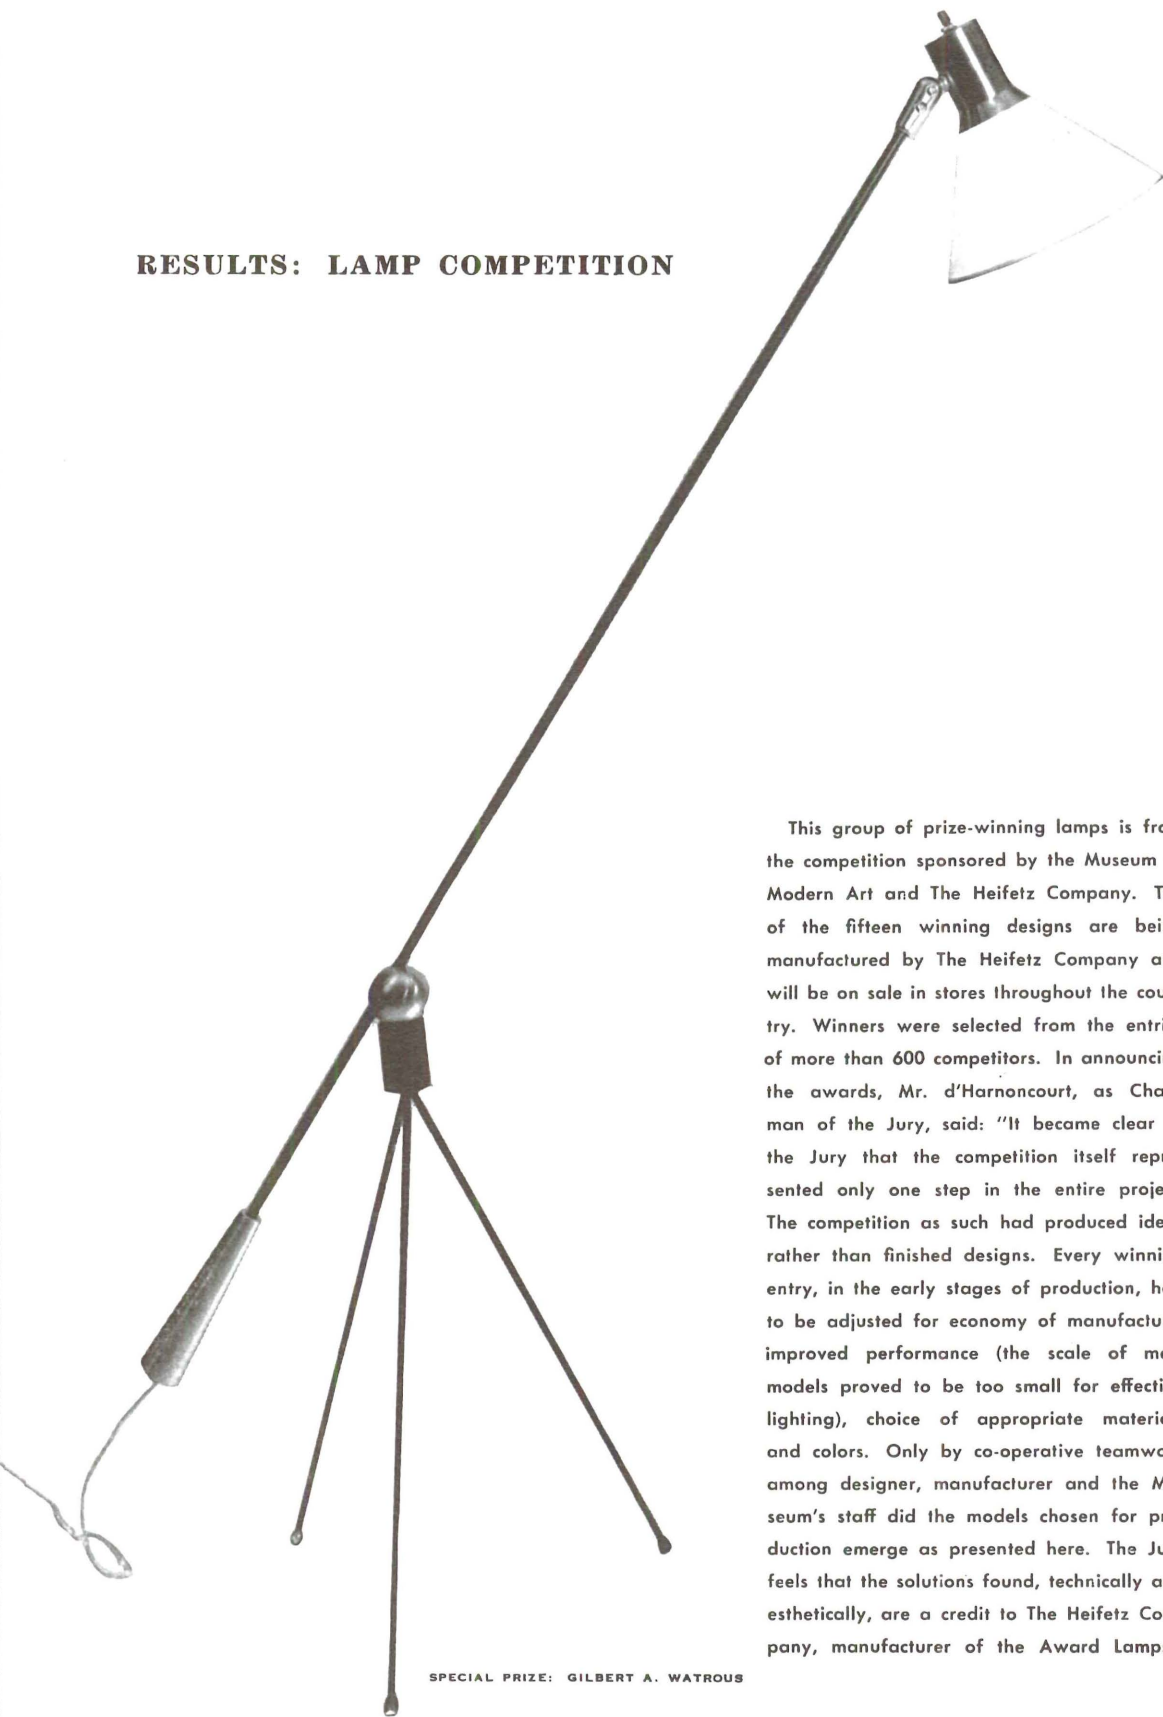 RESULTS: LAMP COMPETITION
This group of prize-winning lamps is fro
the competition sponsored by the Museum
Modern Art and The Heifetz Company. T
of the fifteen winning designs are bei
manufactured by The Heifetz Company a
will be on sale in stores throughout the cou
try. Winners were selected from the entri
of more than 600 competitors. In announci
the awards, Mr. d'Harnoncourt, as Cha
man of the Jury, said: "It became clear
the Jury that the competition itself repr
sented only one step in the entire proje
The competition as such had produced ide
rather than finished designs. Every winni
entry, in the early stages of production, h
to be adjusted for economy of manufactu
improved performance (the scale of m
models proved to be too small for effecti
lighting), choice of appropriate materi
and colors. Only by co-operative teamwo
among designer, manufacturer and the M
seum's staff did the models chosen for pr
duction emerge as presented here. The Ju
feels that the solutions found, technically a
esthetically, are a credit to The Heifetz Co
pany, manufacturer of the Award Lamp
SPECIAL PRIZE: GILBERT A. WATROUS